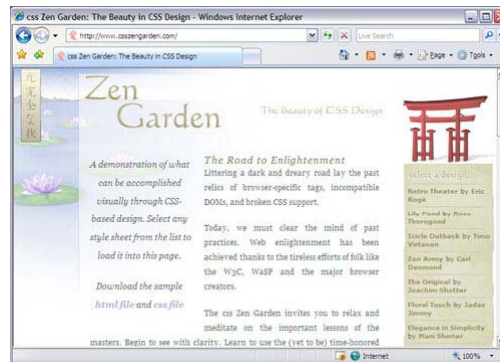 css Zen Garden: The Beauty in CSS Design - Windows Internet Explorer
http://www.csszengarden.com/
Live Search
css Zen Garden: The Beauty in CSS Design
Page
Tools
Zen
Garden
The Beauty of CSS Design
A demonstration of what
can be accomplished
visually through CSS-
based design. Select any
style sheet from the list to
load it into this page.
Download the sample
html file and css file
The Road to Enlightenment
Littering a dark and dreary road lay the past
relics of browser-specific tags, incompatible
DOMs, and broken CSS support.
Today, we must clear the mind of past
practices. Web enlightenment has been
achieved thanks to the tireless efforts of folk like
the W3C, WaSP and the major browser
creators.
The css Zen Garden invites you to relax and
meditate on the important lessons of the
masters. Begin to see with clarity. Learn to use the (yet to be) time-honored
select a design:
Retro Theater by Eric
Rogé
Lily Pond by Rose
Thorogood
Icicle Outback by Timo
Virtanen
Zen Army by Carl
Desmond
The Original by
Joachim Shotter
Floral Touch by Jadas
Jimmy
Elegance in Simplicity
by Mani Sheriar
Internet
100%